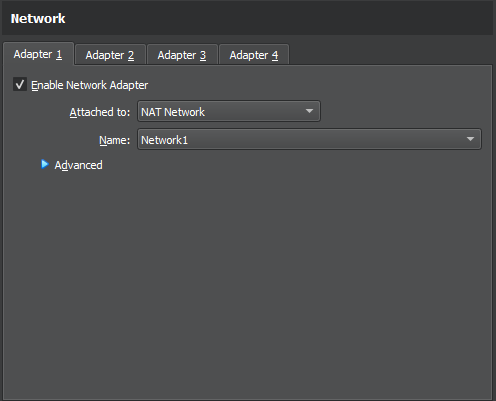 Network
Adapter 1 Adapter 2 Adapter 3 Adapter 4
Enable Network Adapter
Attached to: NAT Network
Name: Network1
Advanced